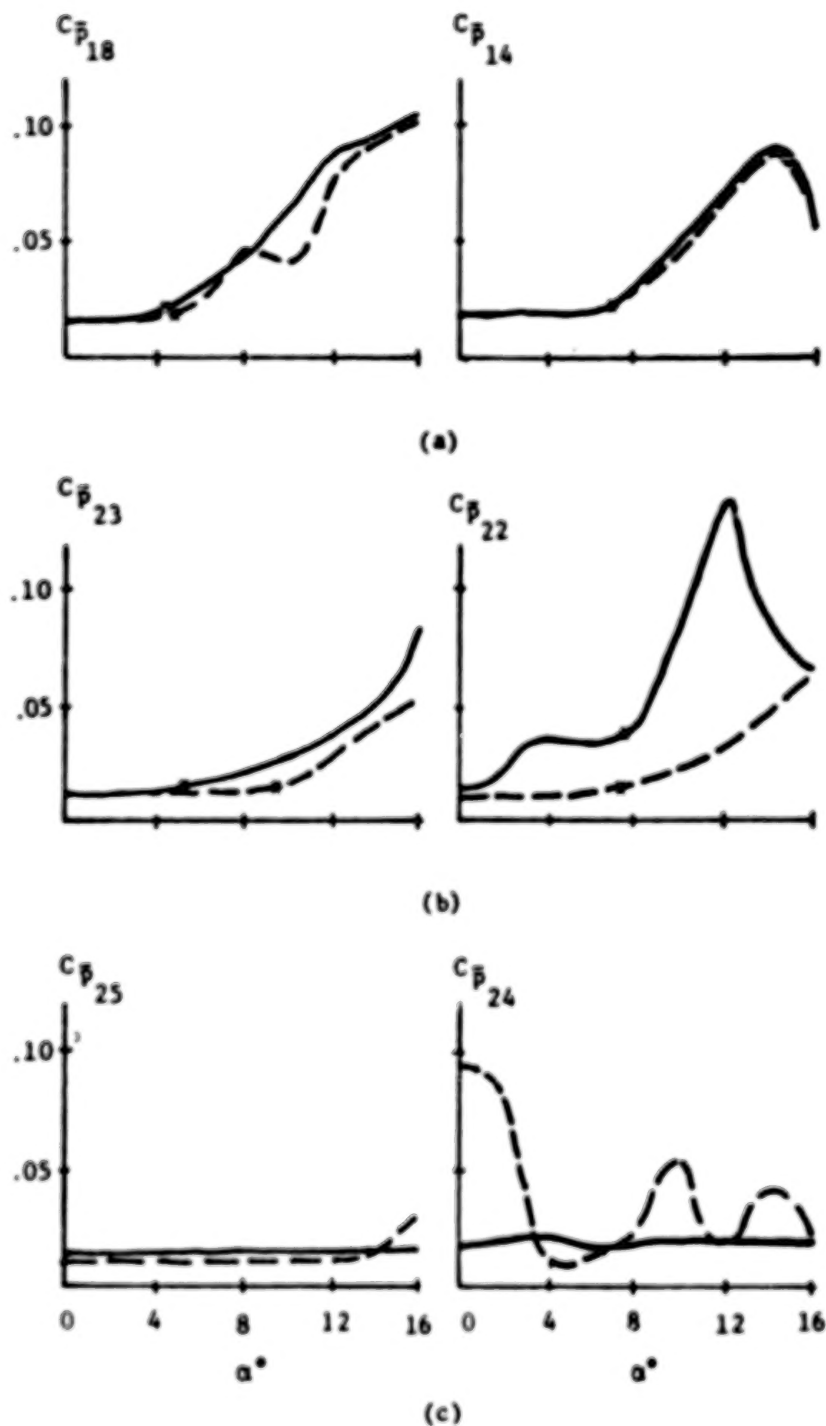 C p̄ 18
C p̄ 14
.10
.05
(a)
C p̄ 23
C p̄ 22
.10
.05
(b)
C p̄ 25
C p̄ 24
.10
.05
0 4 8 12 16
0 4 8 12 16
α°
α°
(c)